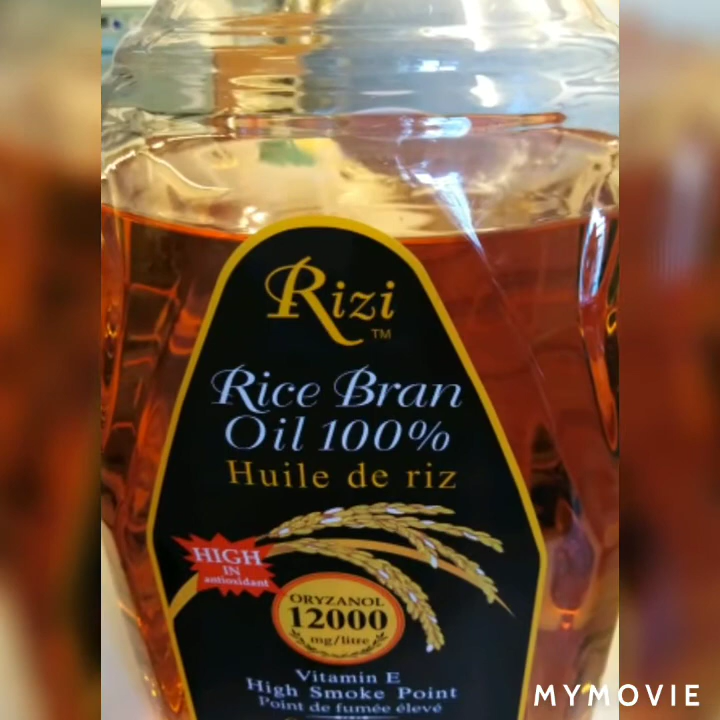 Rizi
TM
Rice Bran
Oil 100%
Huile de riz
HIGH
IN
antioxidant
ORYZANOL
12000
mg/litre
Vitamin E
High Smoke Point
Point de fumée élevé
MYMOVIE